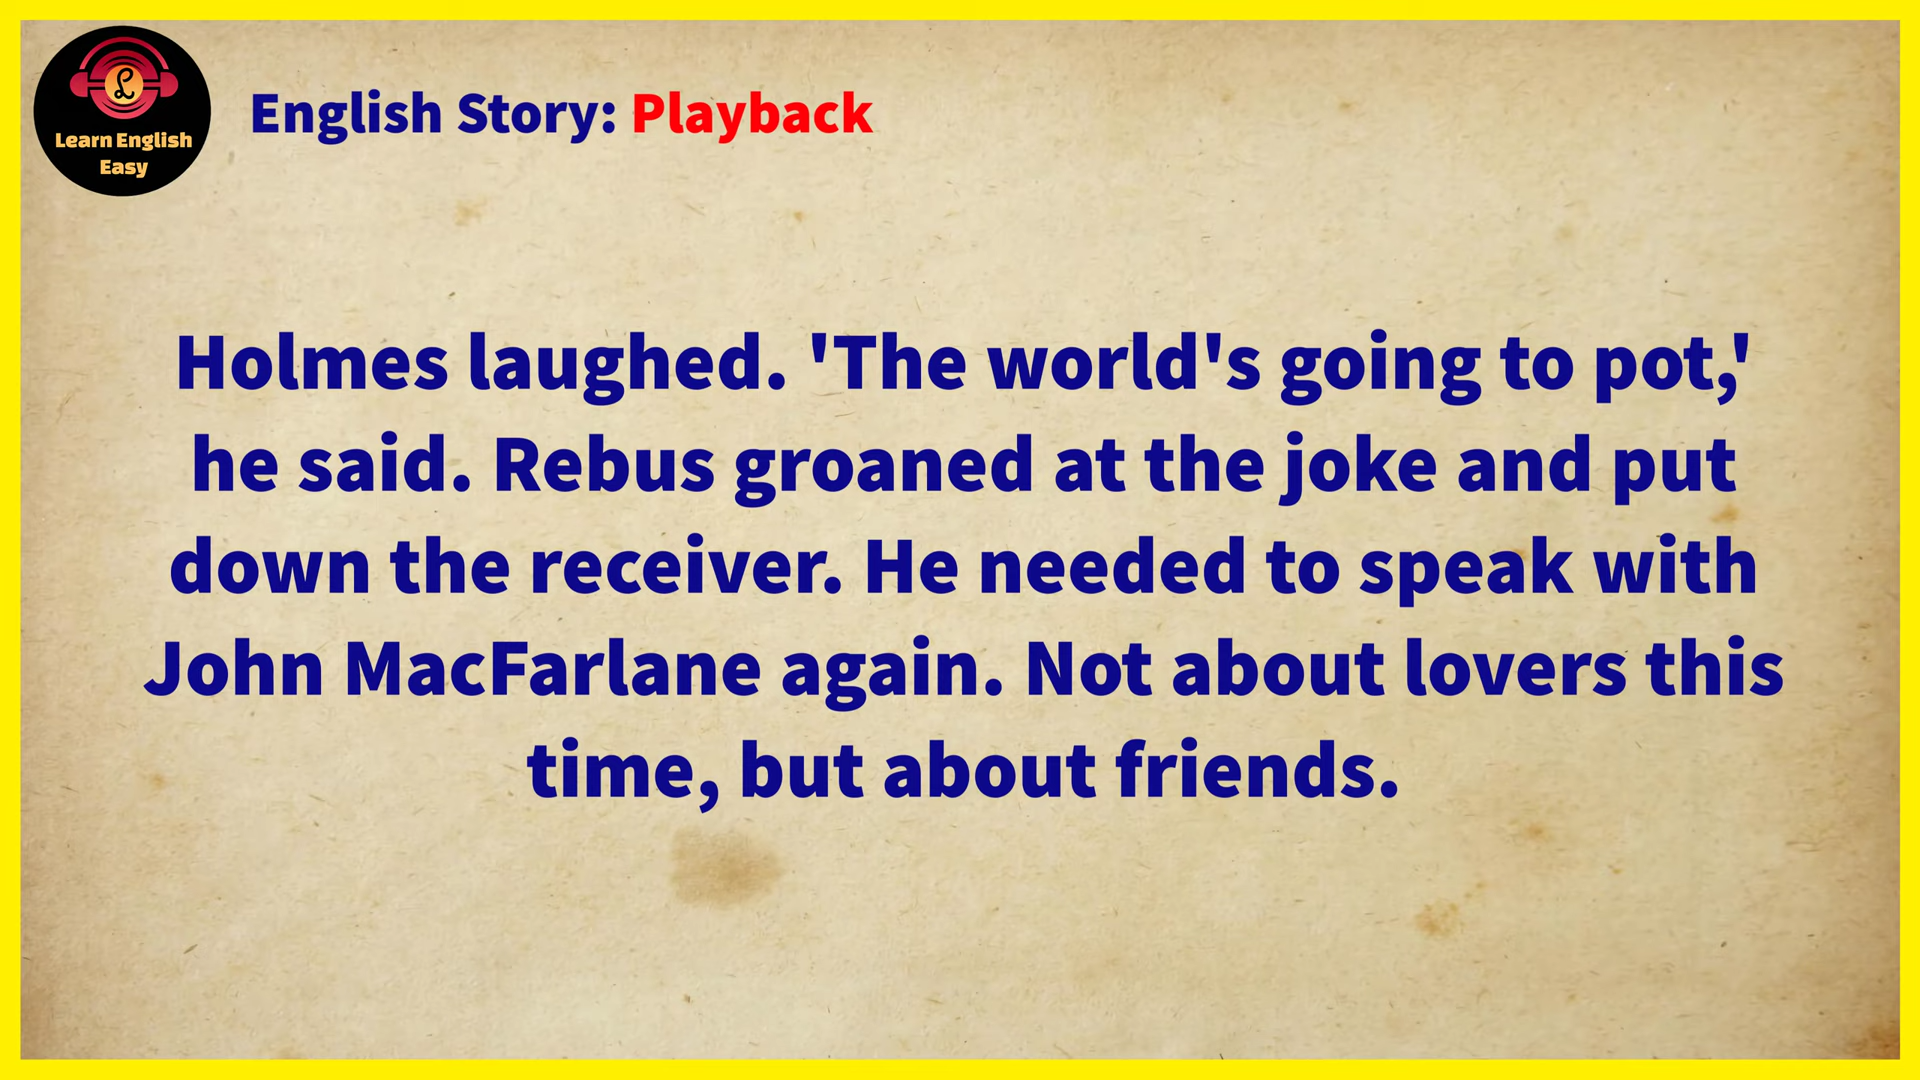 Learn English
Easy
English Story: Playback
Holmes laughed. 'The world's going to pot,'
he said. Rebus groaned at the joke and put
down the receiver. He needed to speak with
John MacFarlane again. Not about lovers this
time, but about friends.